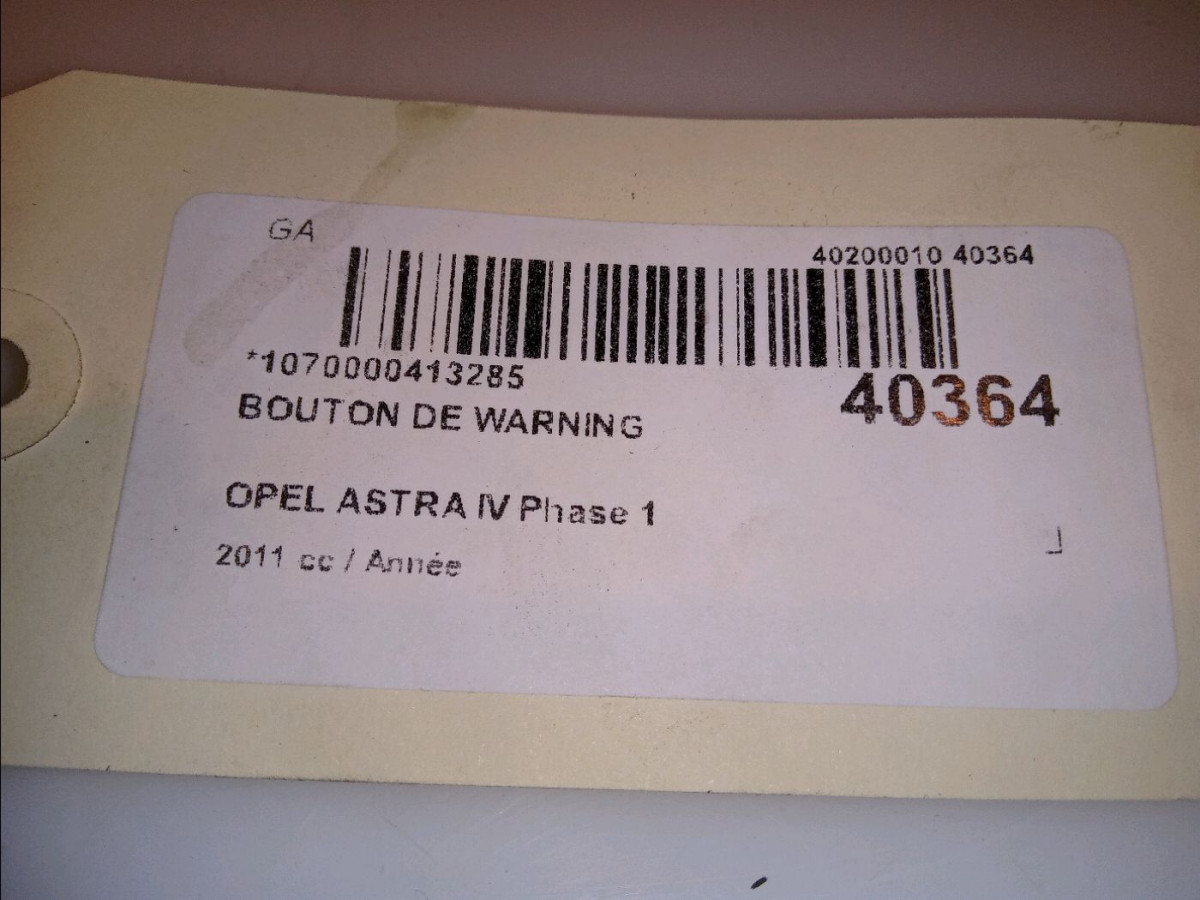 GA
40200010 40364
*1070000413285
40364
BOUTON DE WARNING
OPEL ASTRA IV Phase 1
2011 cc / Année